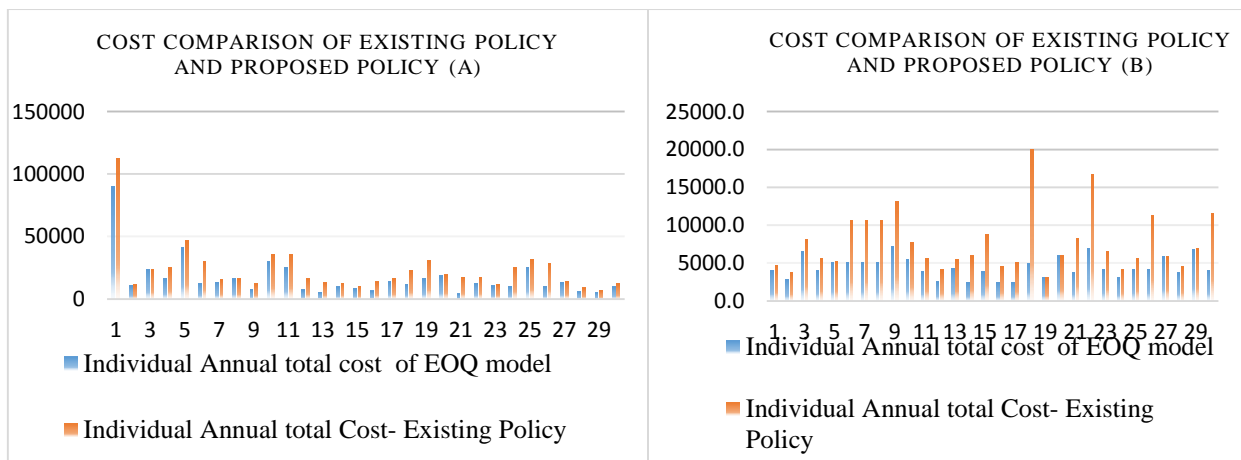 COST COMPARISON OF EXISTING POLICY
AND PROPOSED POLICY (A)
150000
100000
50000
0
1 3 5 7 9 11 13 15 17 19 21 23 25 27 29
Individual Annual total cost of EOQ model
Individual Annual total Cost- Existing Policy
COST COMPARISON OF EXISTING POLICY
AND PROPOSED POLICY (B)
25000.0
20000.0
15000.0
10000.0
5000.0
0.0
1 3 5 7 9 11 13 15 17 19 21 23 25 27 29
Individual Annual total cost of EOQ model
Individual Annual total Cost- Existing
Policy